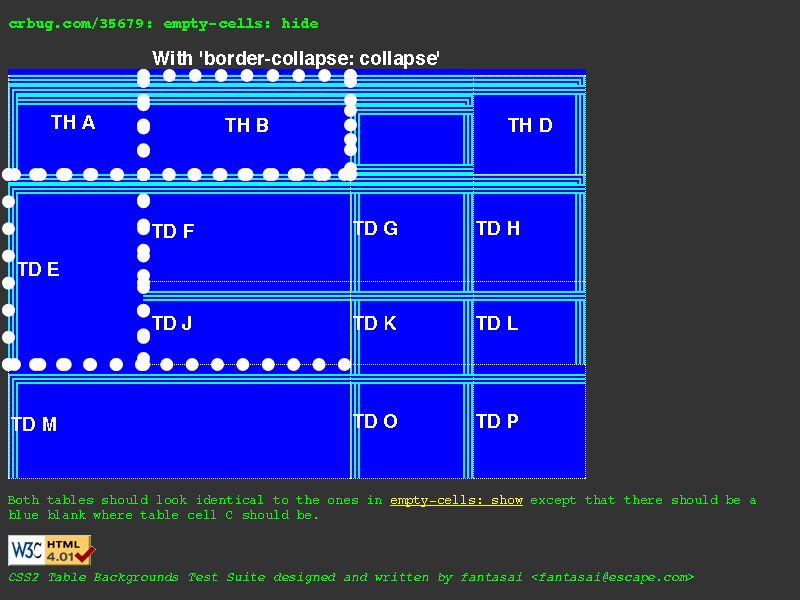 crbug.com/35679: empty-cells: hide
With 'border-collapse: collapse'
TH A
TH B
TH D
TD E
TD F
TD G
TD H
TD J
TD K
TD L
TD M
TD O
TD P
Both tables should look identical to the ones in empty-cells: show except that there should be a
blue blank where table cell C should be.
W3C HTML 4.01
CSS2 Table Backgrounds Test Suite designed and written by fantasai <fantasai@escape.com>